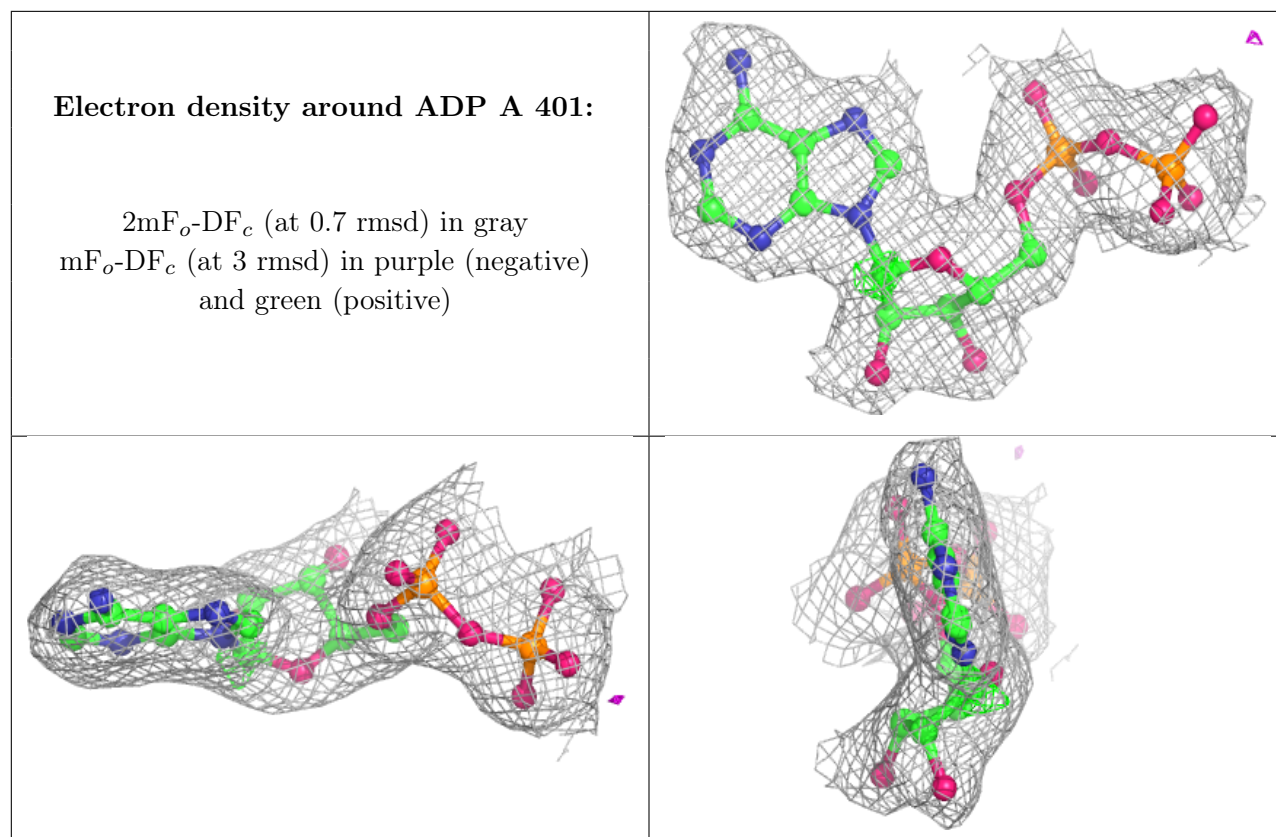 Electron density around ADP A 401:
2mFo-DFc (at 0.7 rmsd) in gray
mFo-DFc (at 3 rmsd) in purple (negative)
and green (positive)